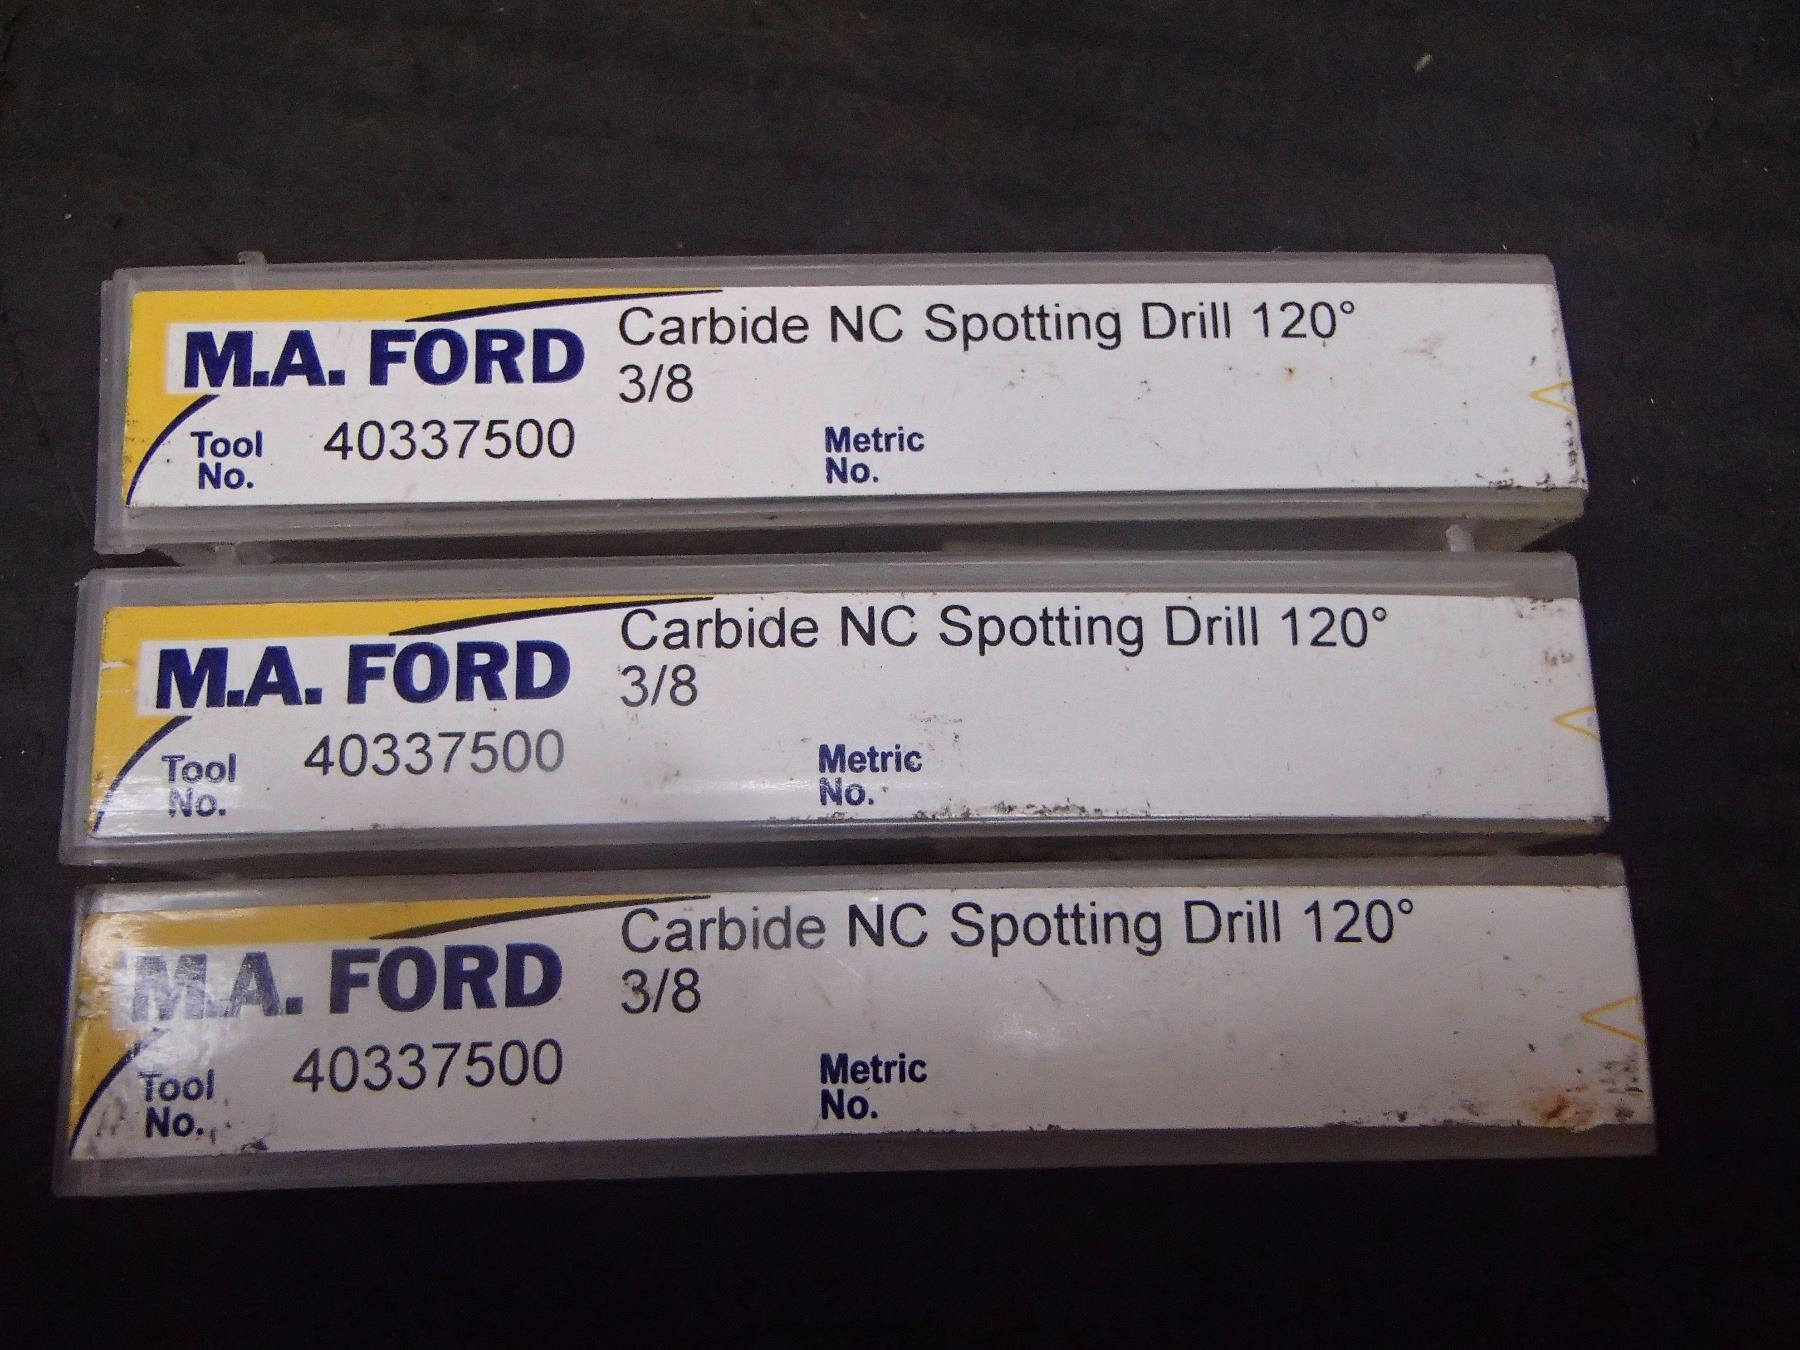 M.A. FORD
Carbide NC Spotting Drill 120°
3/8
Tool No. 40337500
Metric No.
M.A. FORD
Carbide NC Spotting Drill 120°
3/8
Tool No. 40337500
Metric No.
M.A. FORD
Carbide NC Spotting Drill 120°
3/8
Tool No. 40337500
Metric No.